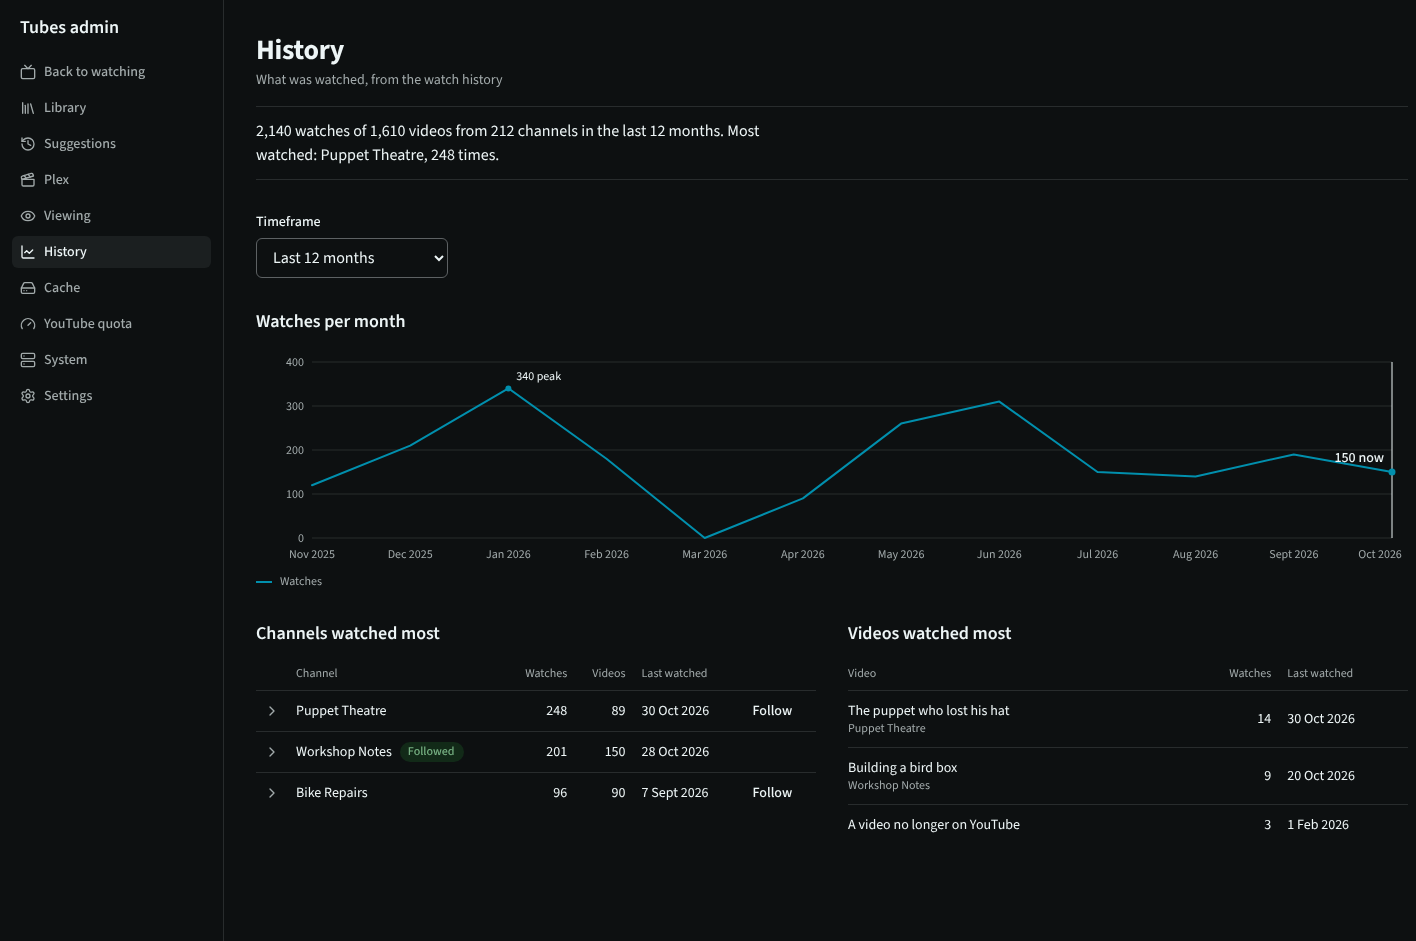 Tubes admin
Back to watching
Library
Suggestions
Plex
Viewing
History
Cache
YouTube quota
System
Settings
History
What was watched, from the watch history
2,140 watches of 1,610 videos from 212 channels in the last 12 months. Most
watched: Puppet Theatre, 248 times.
Timeframe
Last 12 months
Watches per month
400
300
200
100
0
340 peak
150 now
Nov 2025 Dec 2025 Jan 2026 Feb 2026 Mar 2026 Apr 2026 May 2026 Jun 2026 Jul 2026 Aug 2026 Sept 2026 Oct 2026
Watches
Channels watched most
Channel Watches Videos Last watched
Puppet Theatre 248 89 30 Oct 2026 Follow
Workshop Notes Followed 201 150 28 Oct 2026
Bike Repairs 96 90 7 Sept 2026 Follow
Videos watched most
Video Watches Last watched
The puppet who lost his hat 14 30 Oct 2026
Puppet Theatre
Building a bird box 9 20 Oct 2026
Workshop Notes
A video no longer on YouTube 3 1 Feb 2026